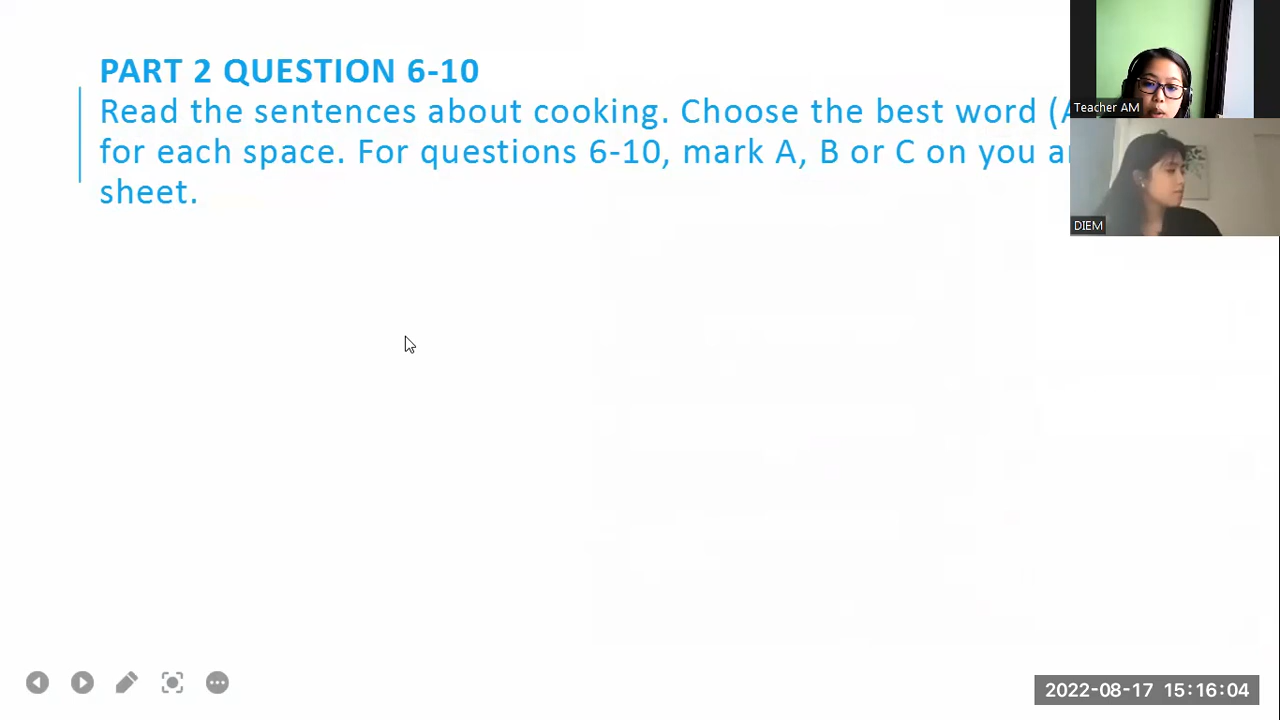 PART 2 QUESTION 6-10
Read the sentences about cooking. Choose the best word (
for each space. For questions 6-10, mark A, B or C on you
sheet.
Teacher AM
DIEM
2022-08-17 15:16:04